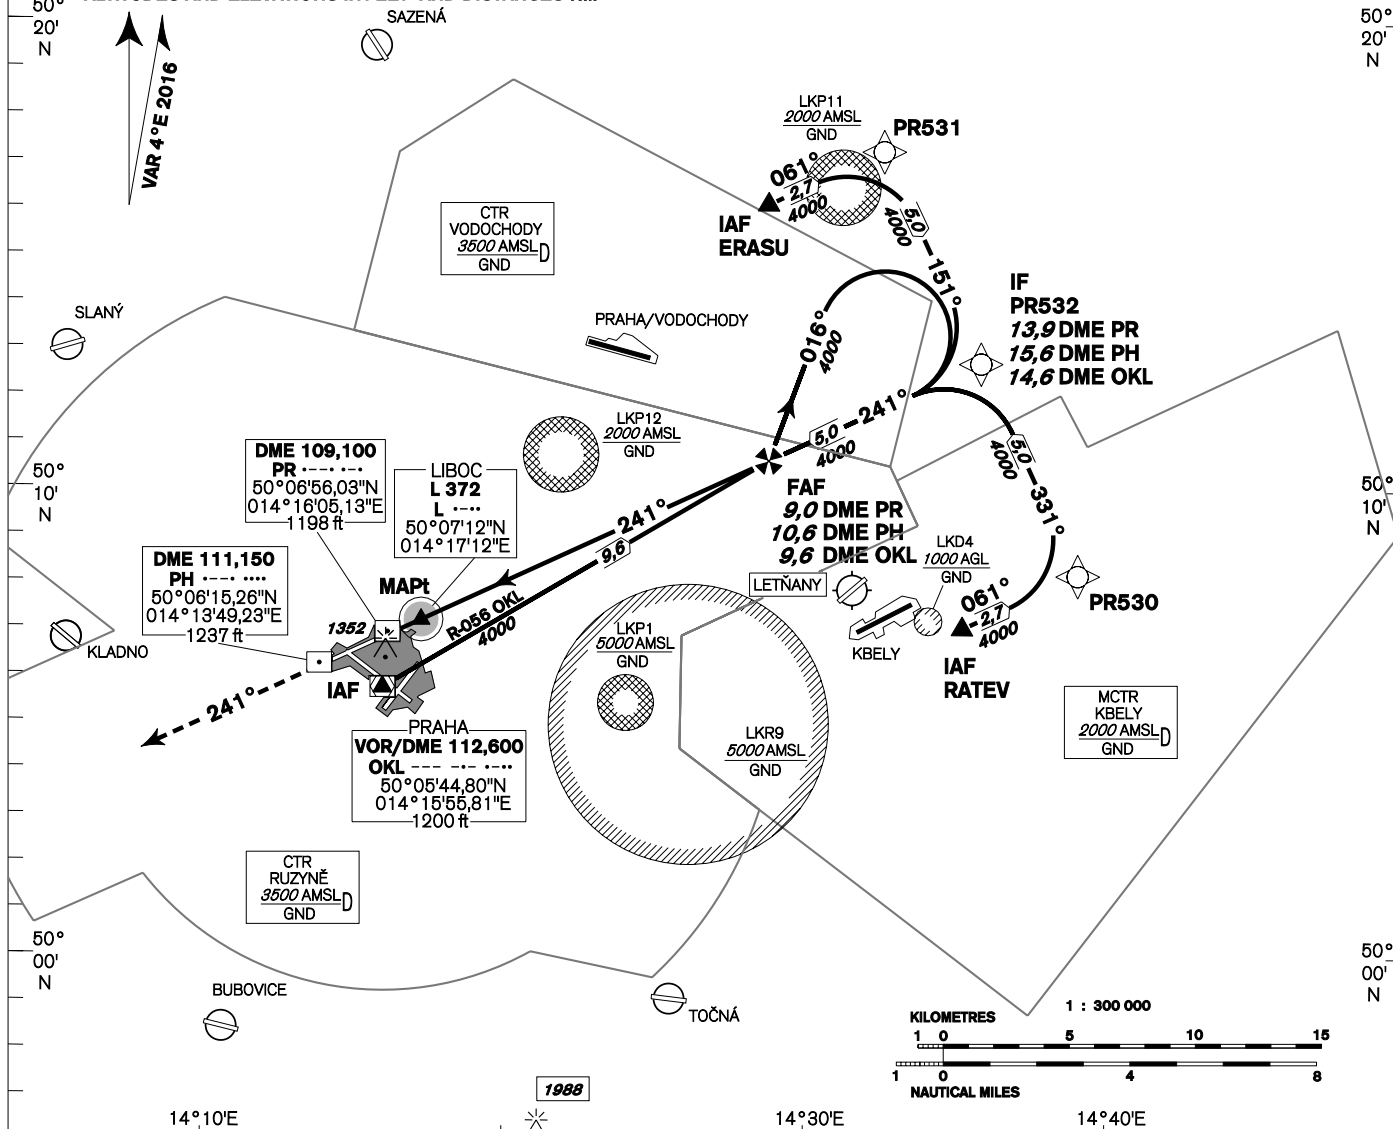 50°
20'
N
SAZENÁ
50°
20'
N
VAR 4°E 2016
LKP11
2000 AMSL
GND
PR531
061°
2,7
4000
IAF
ERASU
5,0
4000
151°
CTR
VODOCHODY
3500 AMSL D
GND
IF
PR532
13,9 DME PR
15,6 DME PH
14,6 DME OKL
SLANÝ
PRAHA/VODOCHODY
016°
4000
241°
5,0
4000
LKP12
2000 AMSL
GND
5,0
4000
331°
DME 109,100
PR ·--· ·-·
50°06'56,03"N
014°16'05,13"E
1198 ft
LIBOC
L 372
L ·-··
50°07'12"N
014°17'12"E
50°
10'
N
50°
10'
N
FAF
9,0 DME PR
10,6 DME PH
9,6 DME OKL
241°
9,6
R-056 OKL
4000
LKD4
1000 AGL
GND
LETŇANY
DME 111,150
PH ·--· ····
50°06'15,26"N
014°13'49,23"E
1237 ft
MAPt
1352
KLADNO
LKP1
5000 AMSL
GND
KBELY
061°
2,7
4000
PR530
IAF
RATEV
IAF
241°
PRAHA
VOR/DME 112,600
OKL --- -·- ·-··
50°05'44,80"N
014°15'55,81"E
1200 ft
LKR9
5000 AMSL
GND
MCTR
KBELY
2000 AMSL D
GND
CTR
RUZYNĚ
3500 AMSL D
GND
50°
00'
N
50°
00'
N
BUBOVICE
TOČNÁ
1 : 300 000
KILOMETRES
1 0 5 10 15
1 0 4 8
NAUTICAL MILES
1988
14°10'E
14°30'E
14°40'E